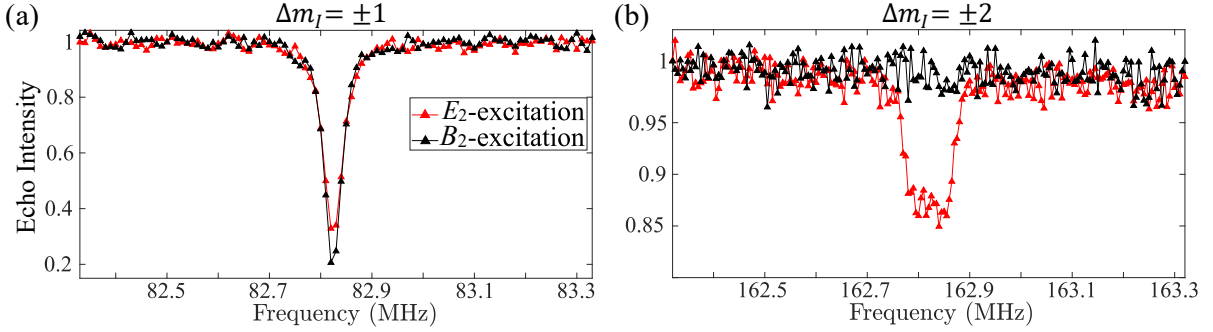 (a) Δm_I= ±1
Echo Intensity
1
0.8
0.6
0.4
0.2
E₂-excitation
B₂-excitation
82.5 82.7 82.9 83.1 83.3
Frequency (MHz)
(b) Δm_I= ±2
1
0.95
0.9
0.85
162.5 162.7 162.9 163.1 163.3
Frequency (MHz)